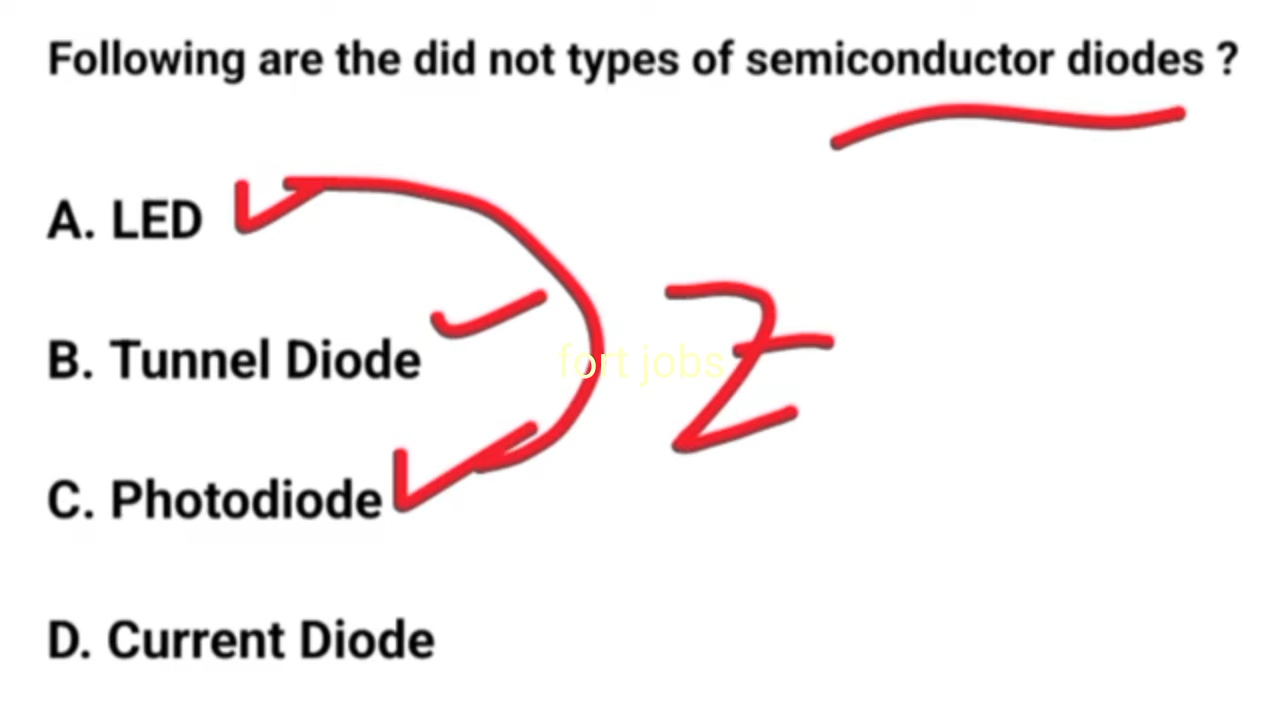 Following are the did not types of semiconductor diodes ?
A. LED
B. Tunnel Diode
fort jobs
Z
C. Photodiode
D. Current Diode